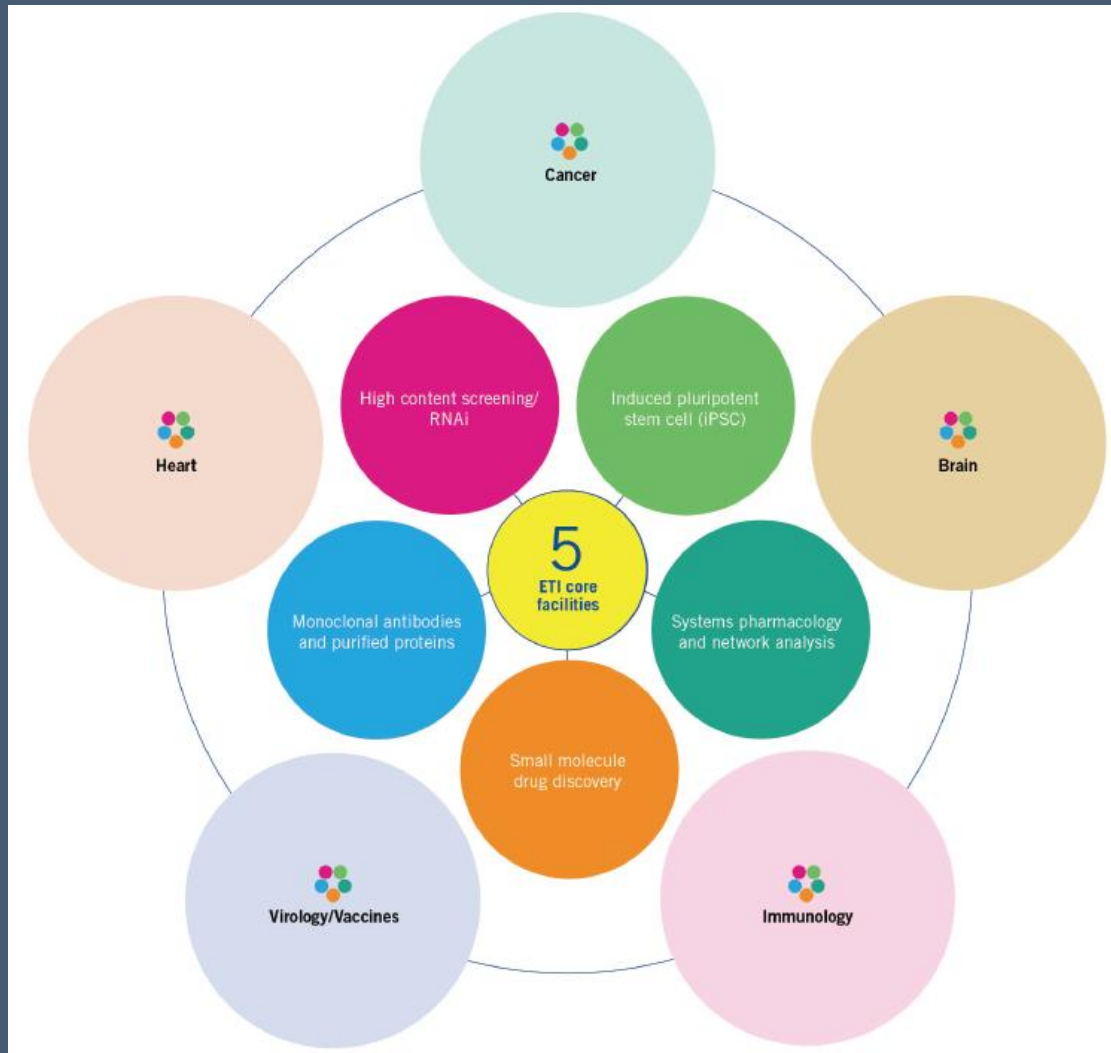 Cancer
High content screening/
RNAi
Induced pluripotent
stem cell (iPSC)
Heart
Brain
5
ETI core
facilities
Monoclonal antibodies
and purified proteins
Systems pharmacology
and network analysis
Small molecule
drug discovery
Virology/Vaccines
Immunology